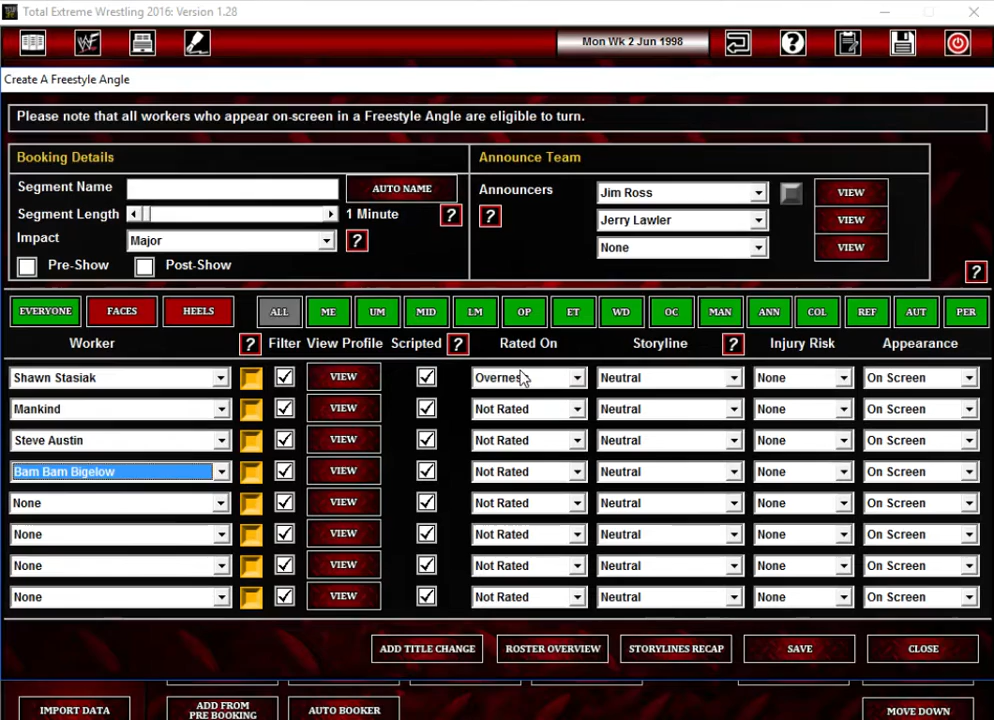 Total Extreme Wrestling 2016: Version 1.28
Mon Wk 2 Jun 1998
Create A Freestyle Angle
Please note that all workers who appear on-screen in a Freestyle Angle are eligible to turn.
Booking Details
Segment Name AUTO NAME
Segment Length 1 Minute ?
Impact Major ?
Pre-Show Post-Show
Announce Team
Announcers Jim Ross VIEW
? Jerry Lawler VIEW
None VIEW
?
EVERYONE FACES HEELS ALL ME UM MID LM OP ET WD OC MAN ANN COL REF AUT PER
Worker ? Filter View Profile Scripted ? Rated On Storyline ? Injury Risk Appearance
Shawn Stasiak VIEW Neutral None On Screen
Mankind VIEW Not Rated Neutral None On Screen
Steve Austin VIEW Not Rated Neutral None On Screen
Bam Bam Bigelow VIEW Not Rated Neutral None On Screen
None VIEW Not Rated Neutral None On Screen
None VIEW Not Rated Neutral None On Screen
None VIEW Not Rated Neutral None On Screen
None VIEW Not Rated Neutral None On Screen
ADD TITLE CHANGE ROSTER OVERVIEW STORYLINES RECAP SAVE CLOSE
IMPORT DATA ADD FROM PRE BOOKING AUTO BOOKER MOVE DOWN